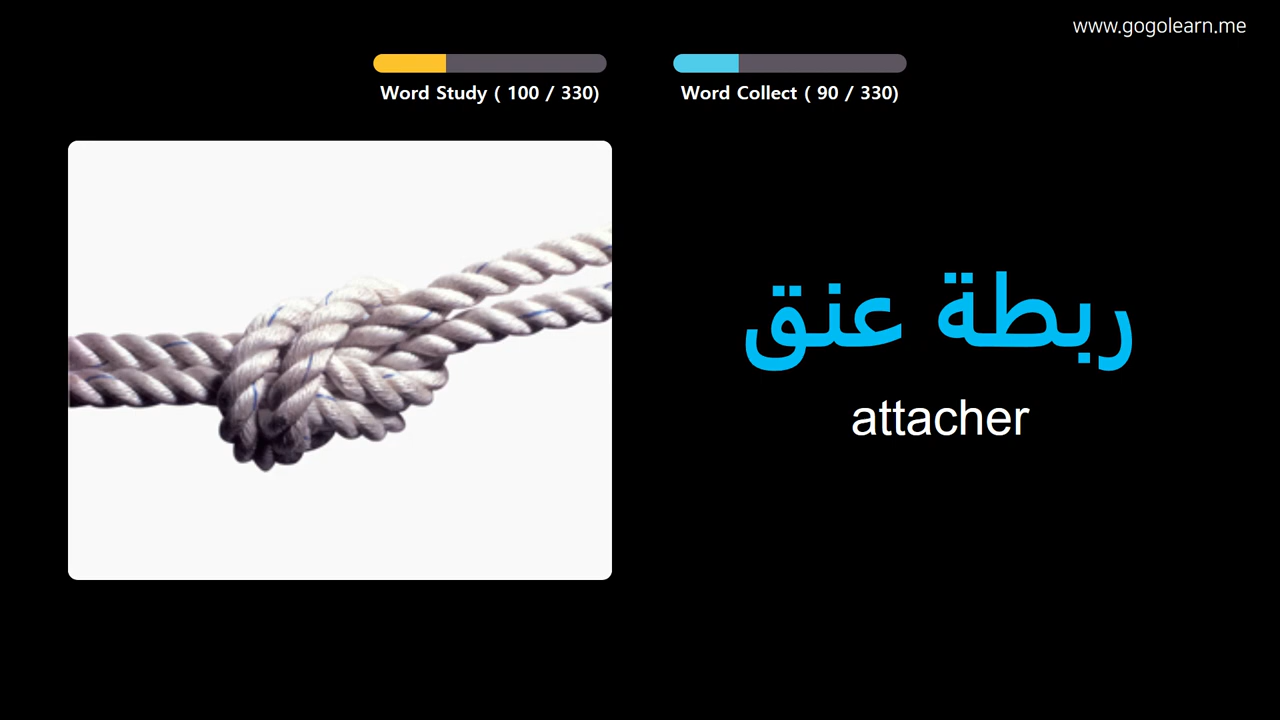 www.gogolearn.me
Word Study ( 100 / 330)
Word Collect ( 90 / 330)
ربطة عنق
attacher